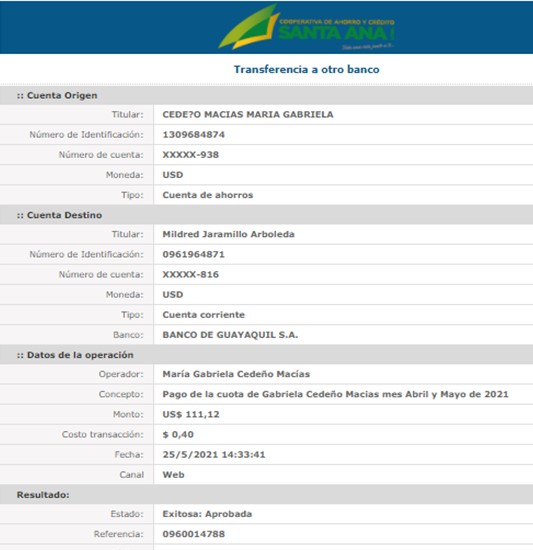 COOPERATIVA DE AHORRO Y CRÉDITO
SANTA ANA
Transferencia a otro banco
:: Cuenta Origen
Titular: CEDE?O MACIAS MARIA GABRIELA
Número de Identificación: 1309684874
Número de cuenta: XXXXX-938
Moneda: USD
Tipo: Cuenta de ahorros
:: Cuenta Destino
Titular: Mildred Jaramillo Arboleda
Número de Identificación: 0961964871
Número de cuenta: XXXXX-816
Moneda: USD
Tipo: Cuenta corriente
Banco: BANCO DE GUAYAQUIL S.A.
:: Datos de la operación
Operador: María Gabriela Cedeño Macías
Concepto: Pago de la cuota de Gabriela Cedeño Macias mes Abril y Mayo de 2021
Monto: US$ 111,12
Costo transacción: $ 0,40
Fecha: 25/5/2021 14:33:41
Canal Web
Resultado:
Estado: Exitosa: Aprobada
Referencia: 0960014788